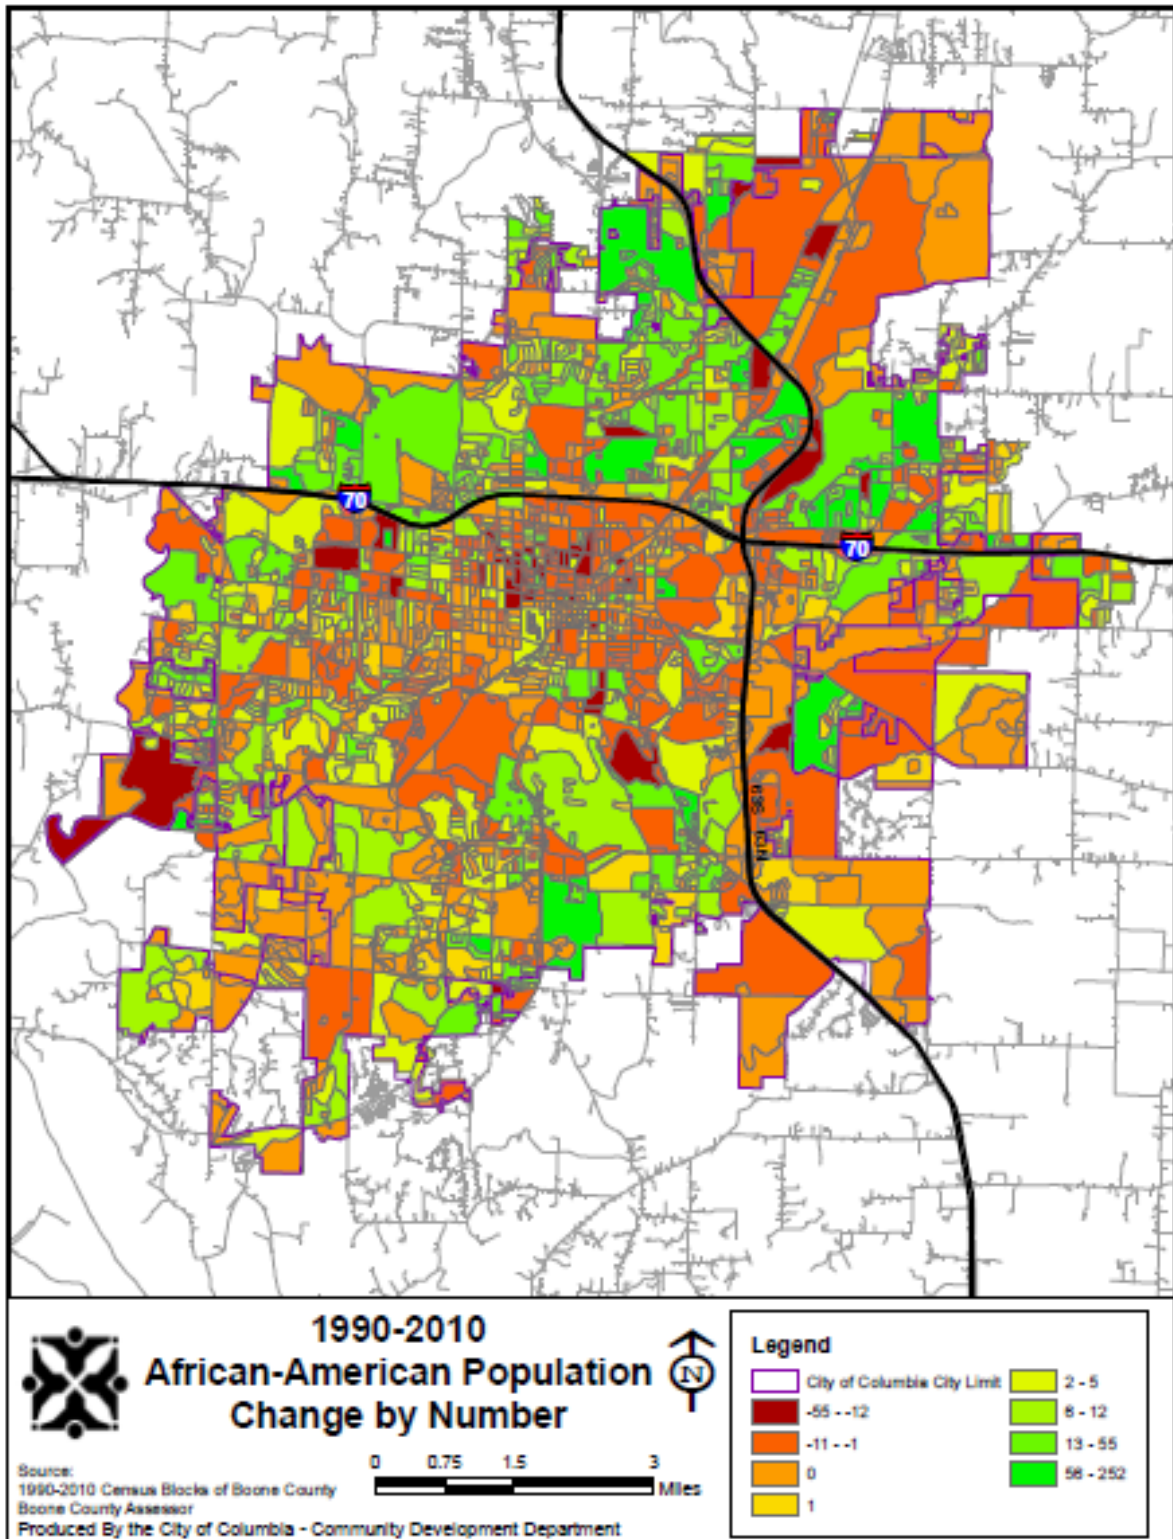 70
70
1990-2010
African-American Population
Change by Number
N
Source:
1990-2010 Census Blocks of Boone County
Boone County Assessor
Produced By the City of Columbia - Community Development Department
0 0.75 1.5 3
Miles
Legend
City of Columbia City Limit
-55 - -12
-11 - -1
0
1
2 - 5
6 - 12
13 - 55
56 - 252